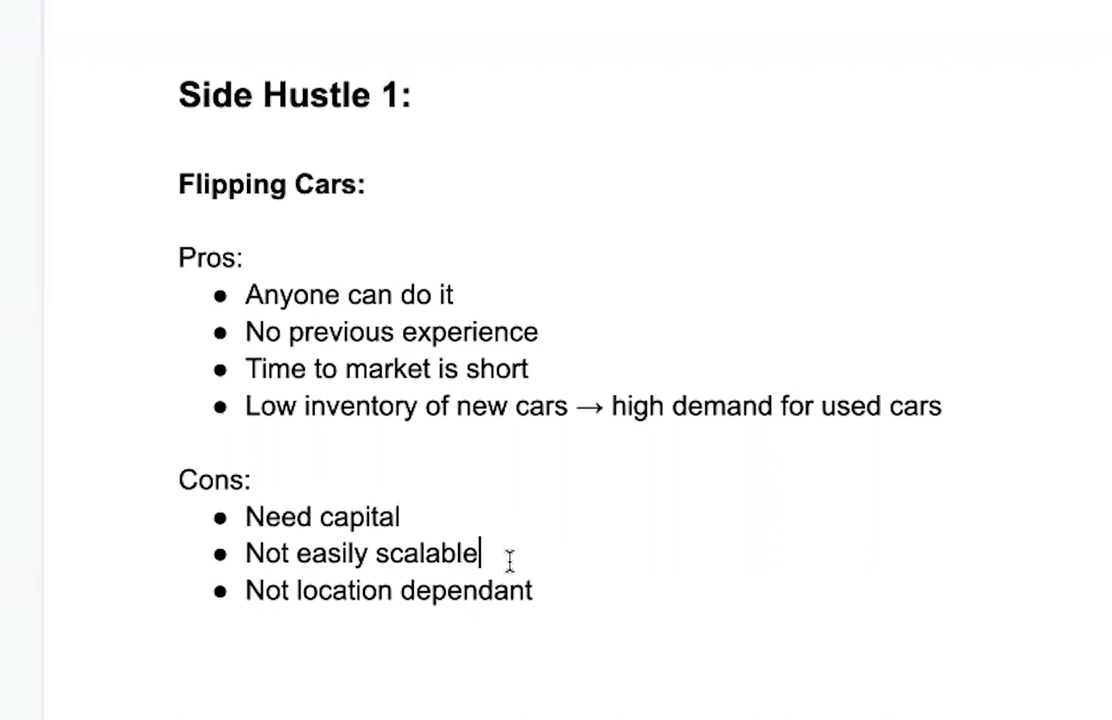 Side Hustle 1:
Flipping Cars:
Pros:
● Anyone can do it
● No previous experience
● Time to market is short
● Low inventory of new cars → high demand for used cars
Cons:
● Need capital
● Not easily scalable
● Not location dependant